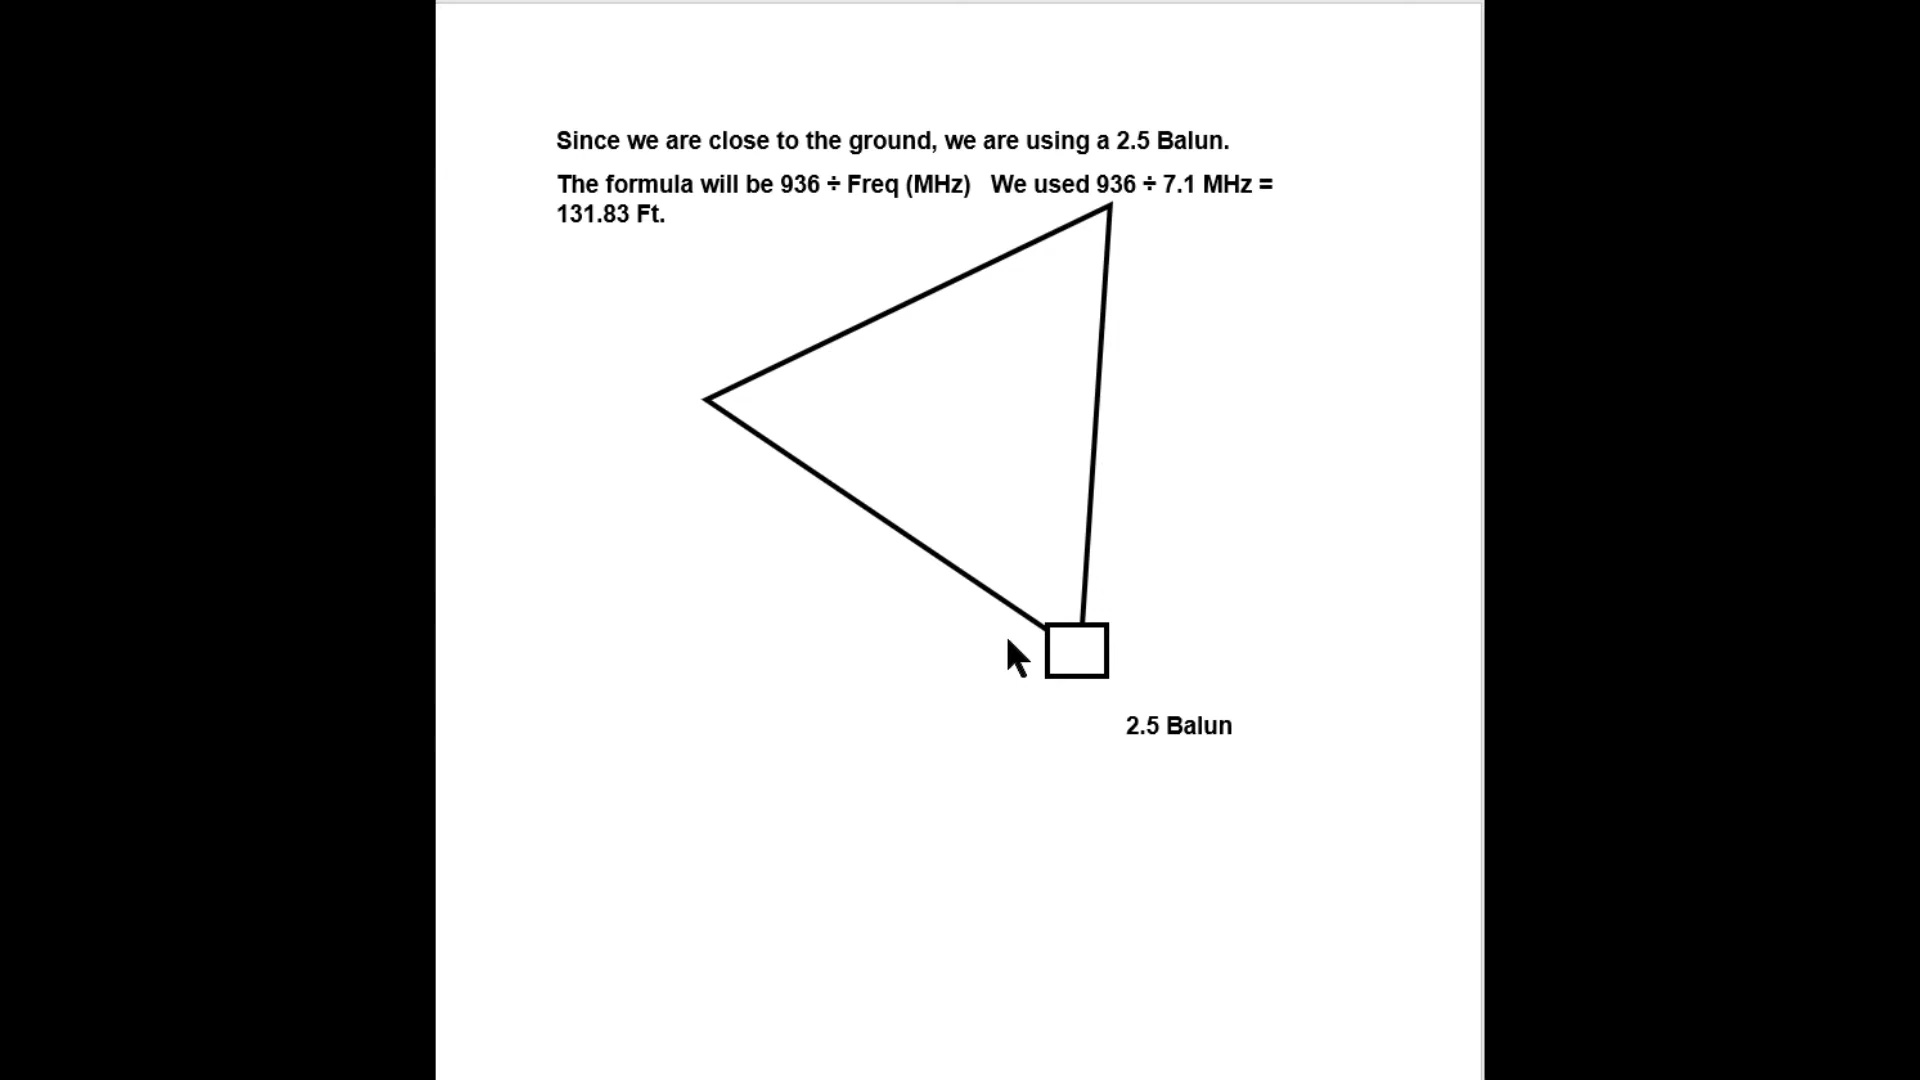 Since we are close to the ground, we are using a 2.5 Balun.
The formula will be 936 ÷ Freq (MHz)   We used 936 ÷ 7.1 MHz =
131.83 Ft.
2.5 Balun